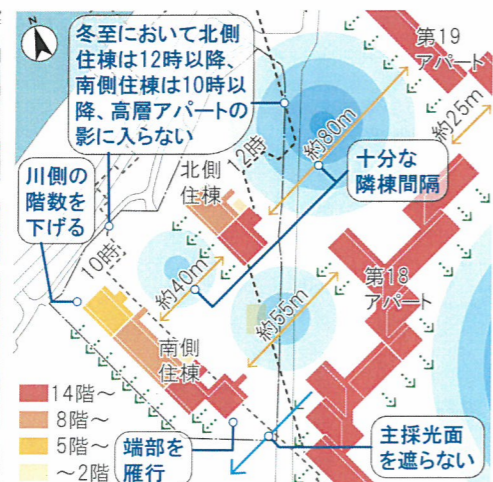 冬至において北側
住棟は12時以降、
南側住棟は10時以
降、高層アパートの
影に入らない
第19
アパート
約80m
約25m
12時
北側
住棟
十分な
隣棟間隔
川側の
階数を
下げる
10時
約40m
第18
アパート
約55m
南側
住棟
14階〜
8階〜
5階〜
〜2階
端部を
雁行
主採光面
を遮らない